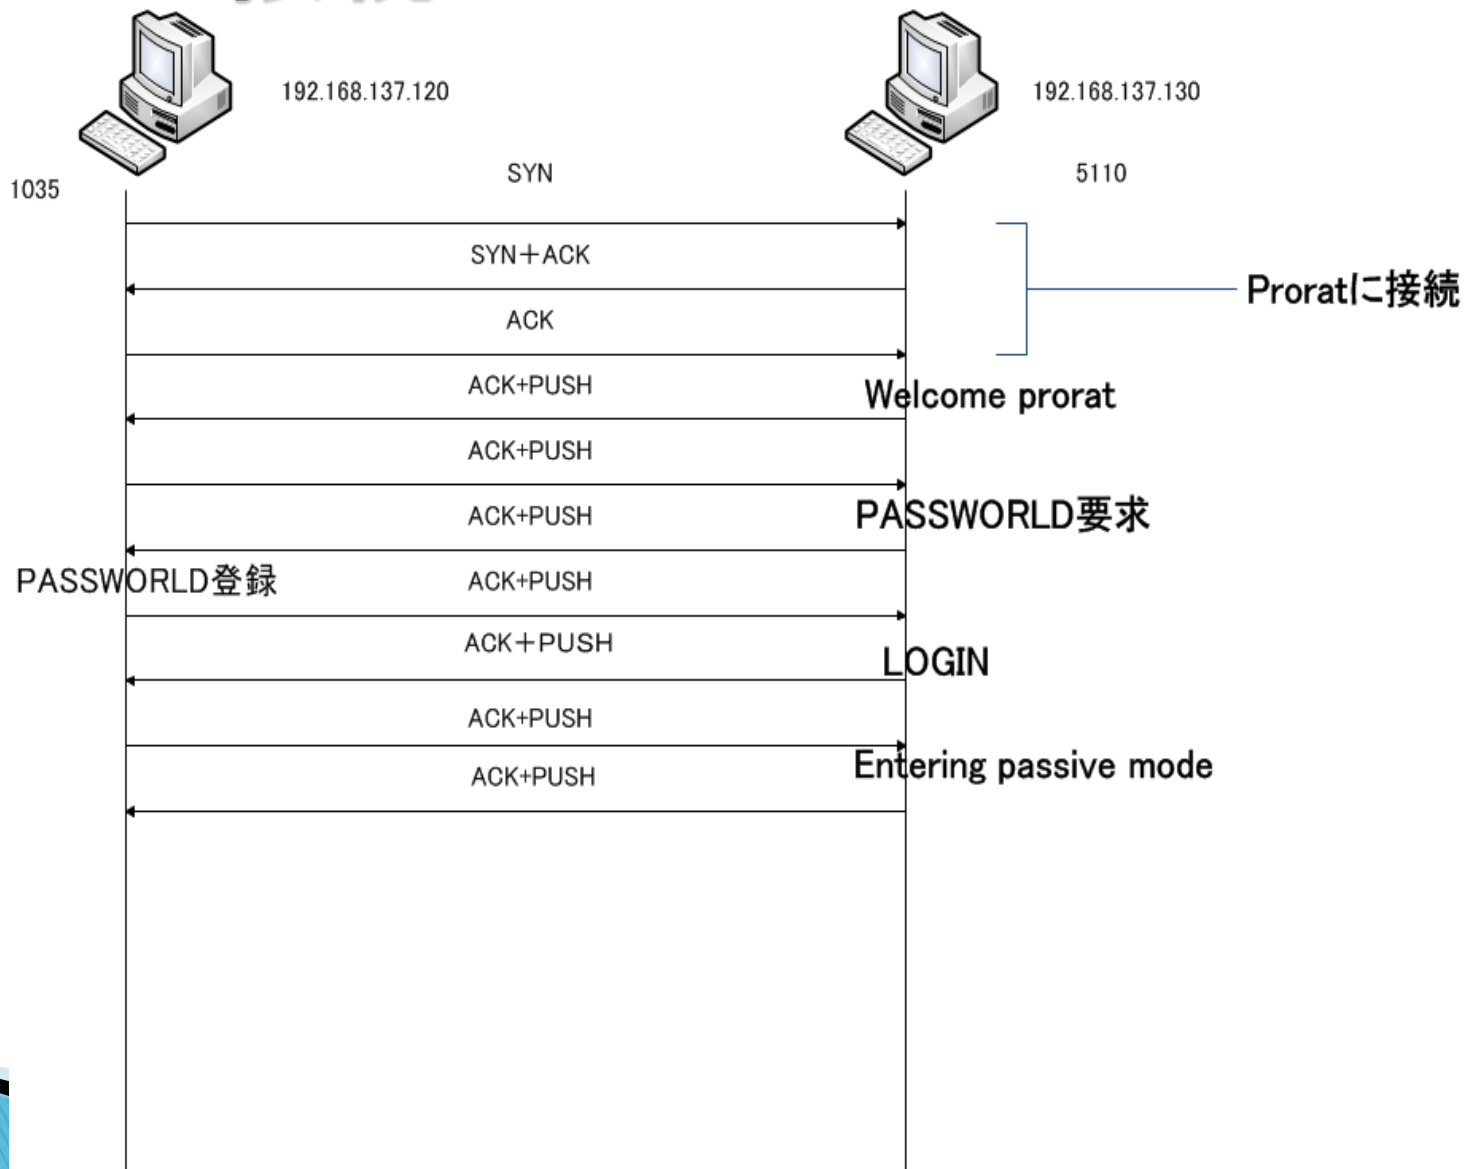 192.168.137.120
192.168.137.130
SYN
5110
1035
SYN+ACK
Proratに接続
ACK
ACK+PUSH
Welcome prorat
ACK+PUSH
ACK+PUSH
PASSWORLD要求
PASSWORLD登録
ACK+PUSH
ACK+PUSH
LOGIN
ACK+PUSH
Entering passive mode
ACK+PUSH